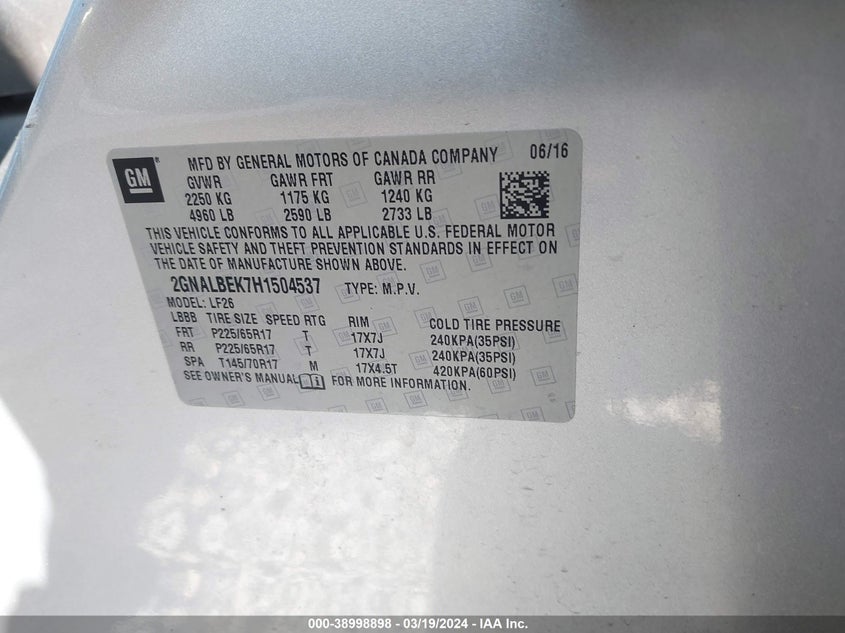 GM ® MFD BY GENERAL MOTORS OF CANADA COMPANY 06/16
GVWR GAWR FRT GAWR RR
2250 KG 1175 KG 1240 KG
4960 LB 2590 LB 2733 LB
THIS VEHICLE CONFORMS TO ALL APPLICABLE U.S. FEDERAL MOTOR
VEHICLE SAFETY AND THEFT PREVENTION STANDARDS IN EFFECT ON
THE DATE OF MANUFACTURE SHOWN ABOVE.
2GNALBEK7H1504537 TYPE: M.P.V.
MODEL: LF26
LBBB TIRE SIZE SPEED RTG RIM COLD TIRE PRESSURE
FRT P225/65R17 T 17X7J 240KPA(35PSI)
RR P225/65R17 T 17X7J 240KPA(35PSI)
SPA T145/70R17 M 17X4.5T 420KPA(60PSI)
SEE OWNER'S MANUAL FOR MORE INFORMATION.
000-38998898 - 03/19/2024 - IAA Inc.